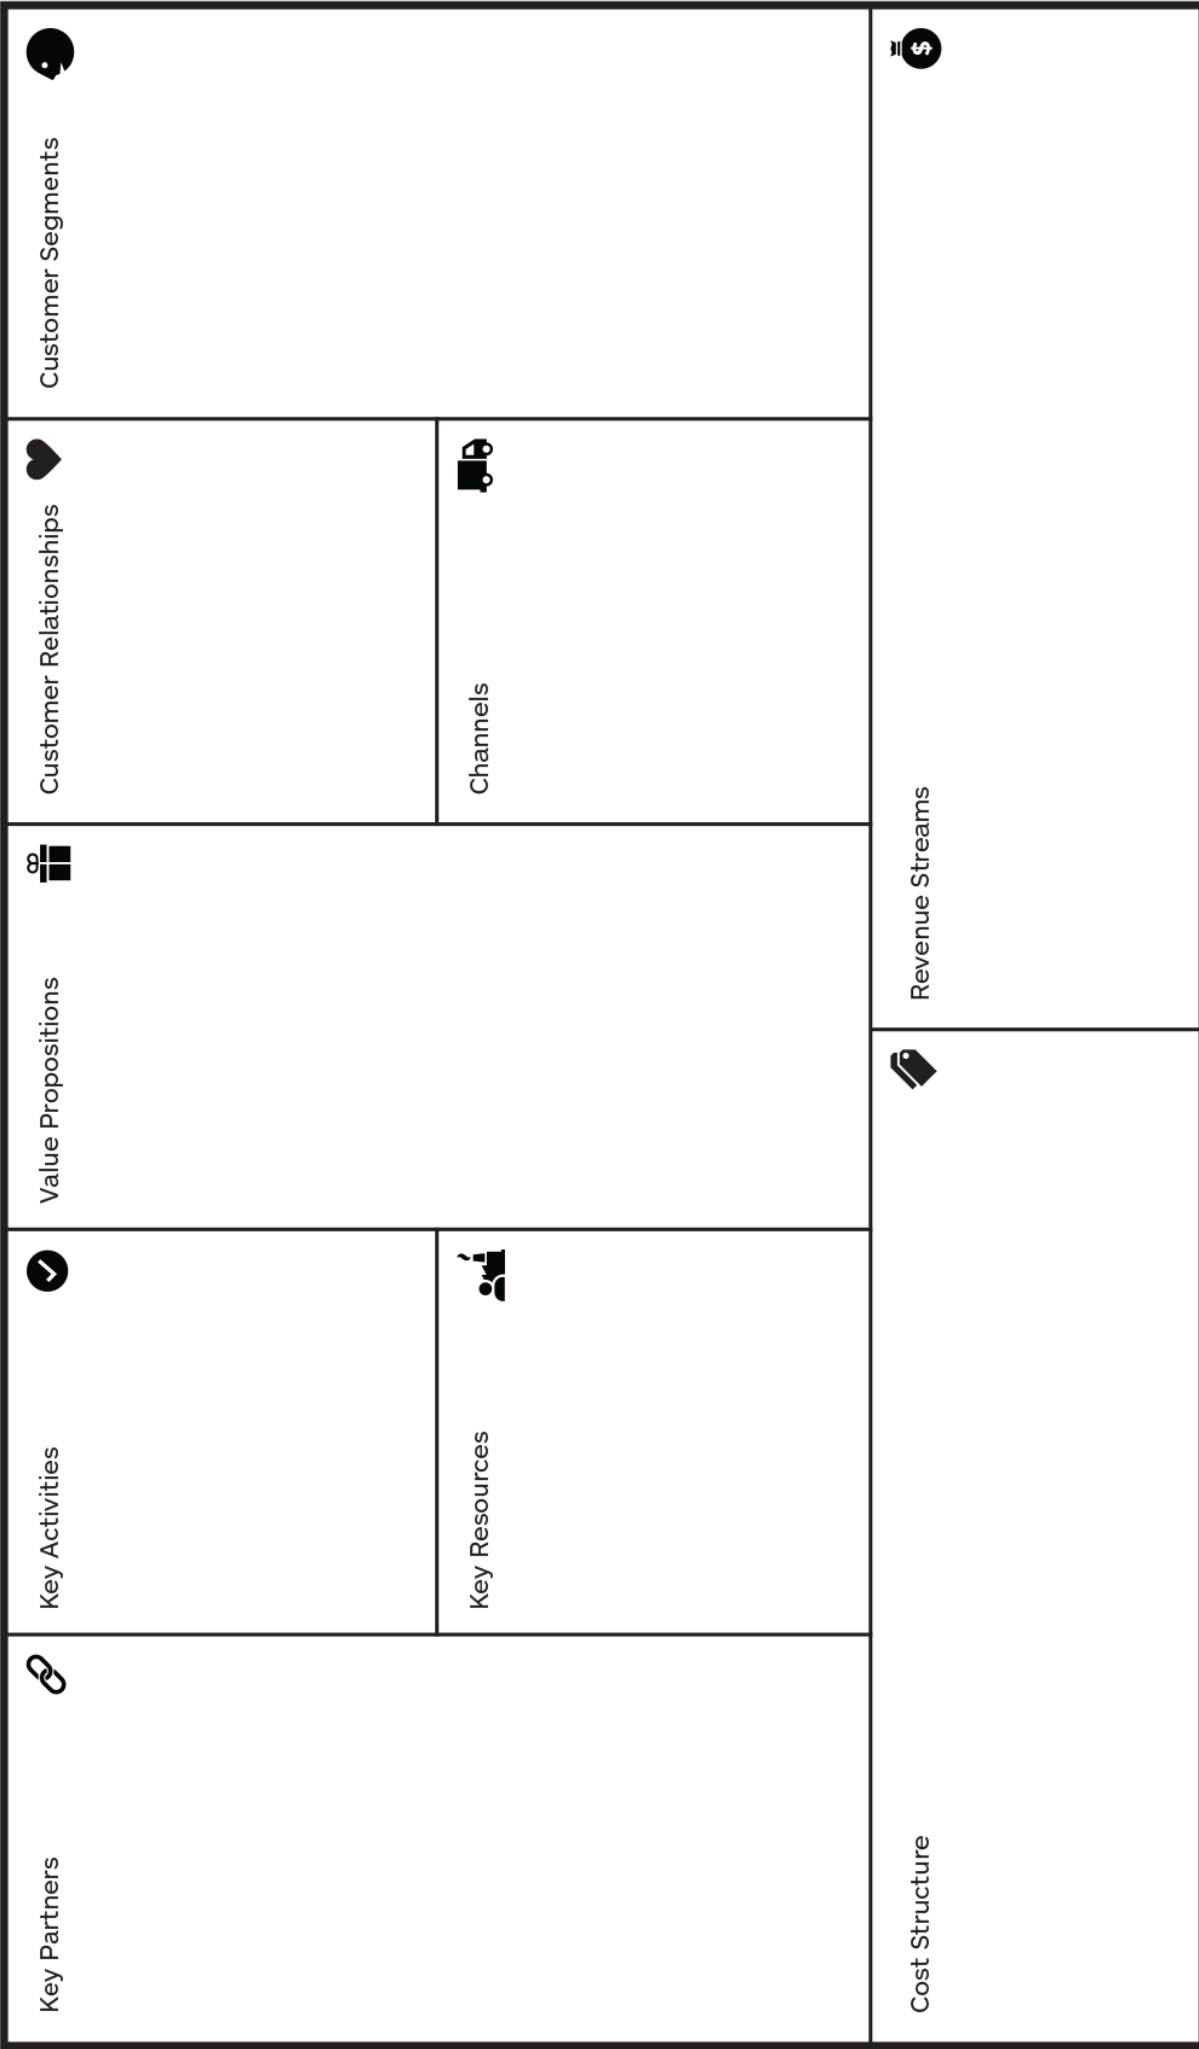 Key Partners
Key Activities
Key Resources
Value Propositions
Customer Relationships
Channels
Customer Segments
Cost Structure
Revenue Streams